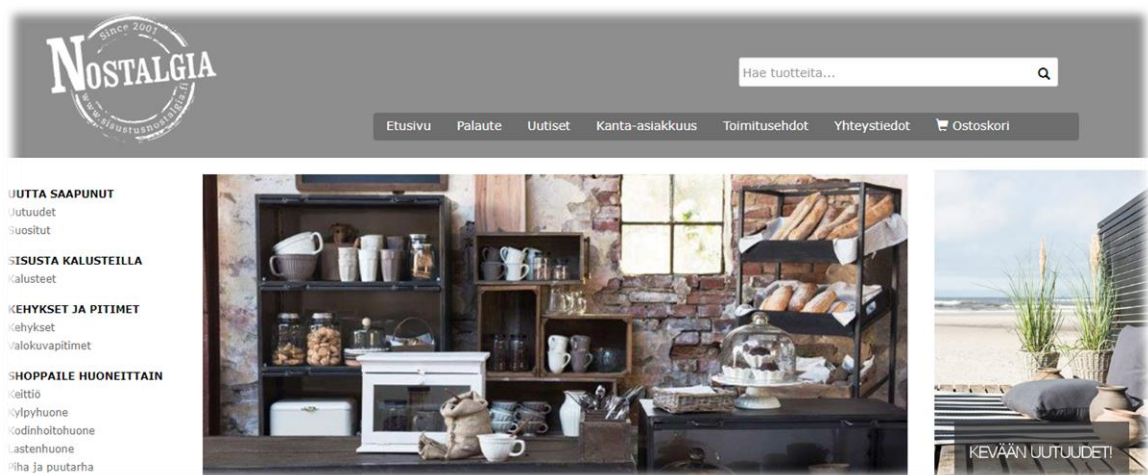 Since 2001
NOSTALGIA
www.sisustusnostalgia.fi
Hae tuotteita...
Etusivu Palaute Uutiset Kanta-asiakkuus Toimitusehdot Yhteystiedot Ostoskori
UUTTA SAAPUNUT
Uutuudet
Suositut
SISUSTA KALUSTEILLA
Kalusteet
KEHYKSET JA PITIMET
Kehykset
Valokuvapitimet
SHOPPAILE HUONEITTAIN
Keittiö
Kylpyhuone
Kodinhoitohuone
Lastenhuone
Piha ja puutarha
KEVÄÄN UUTUUDET!